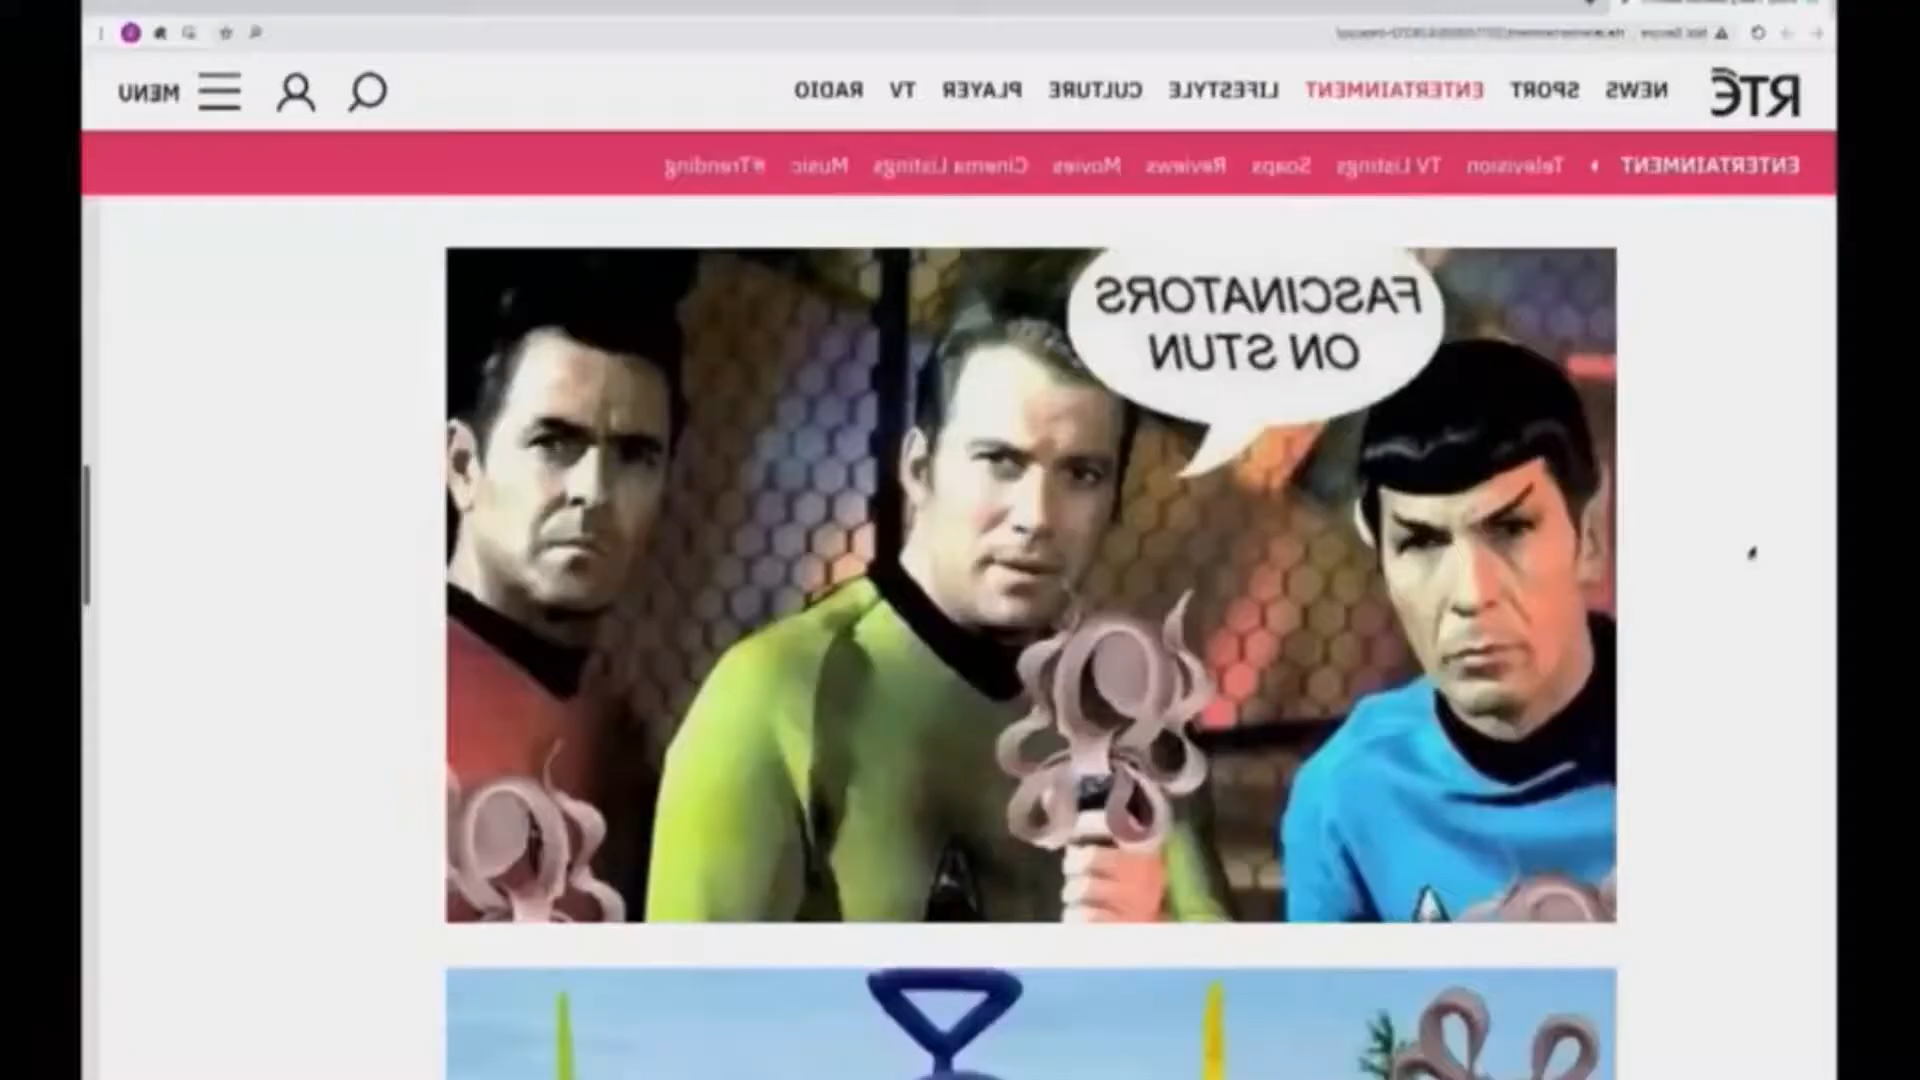 RTÉ NEWS SPORT ENTERTAINMENT LIFESTYLE CULTURE PLAYER TV RADIO MENU
ENTERTAINMENT Television TV Listings Soaps Reviews Movies Cinema Listings Music #Trending
FASCINATORS
ON STUN